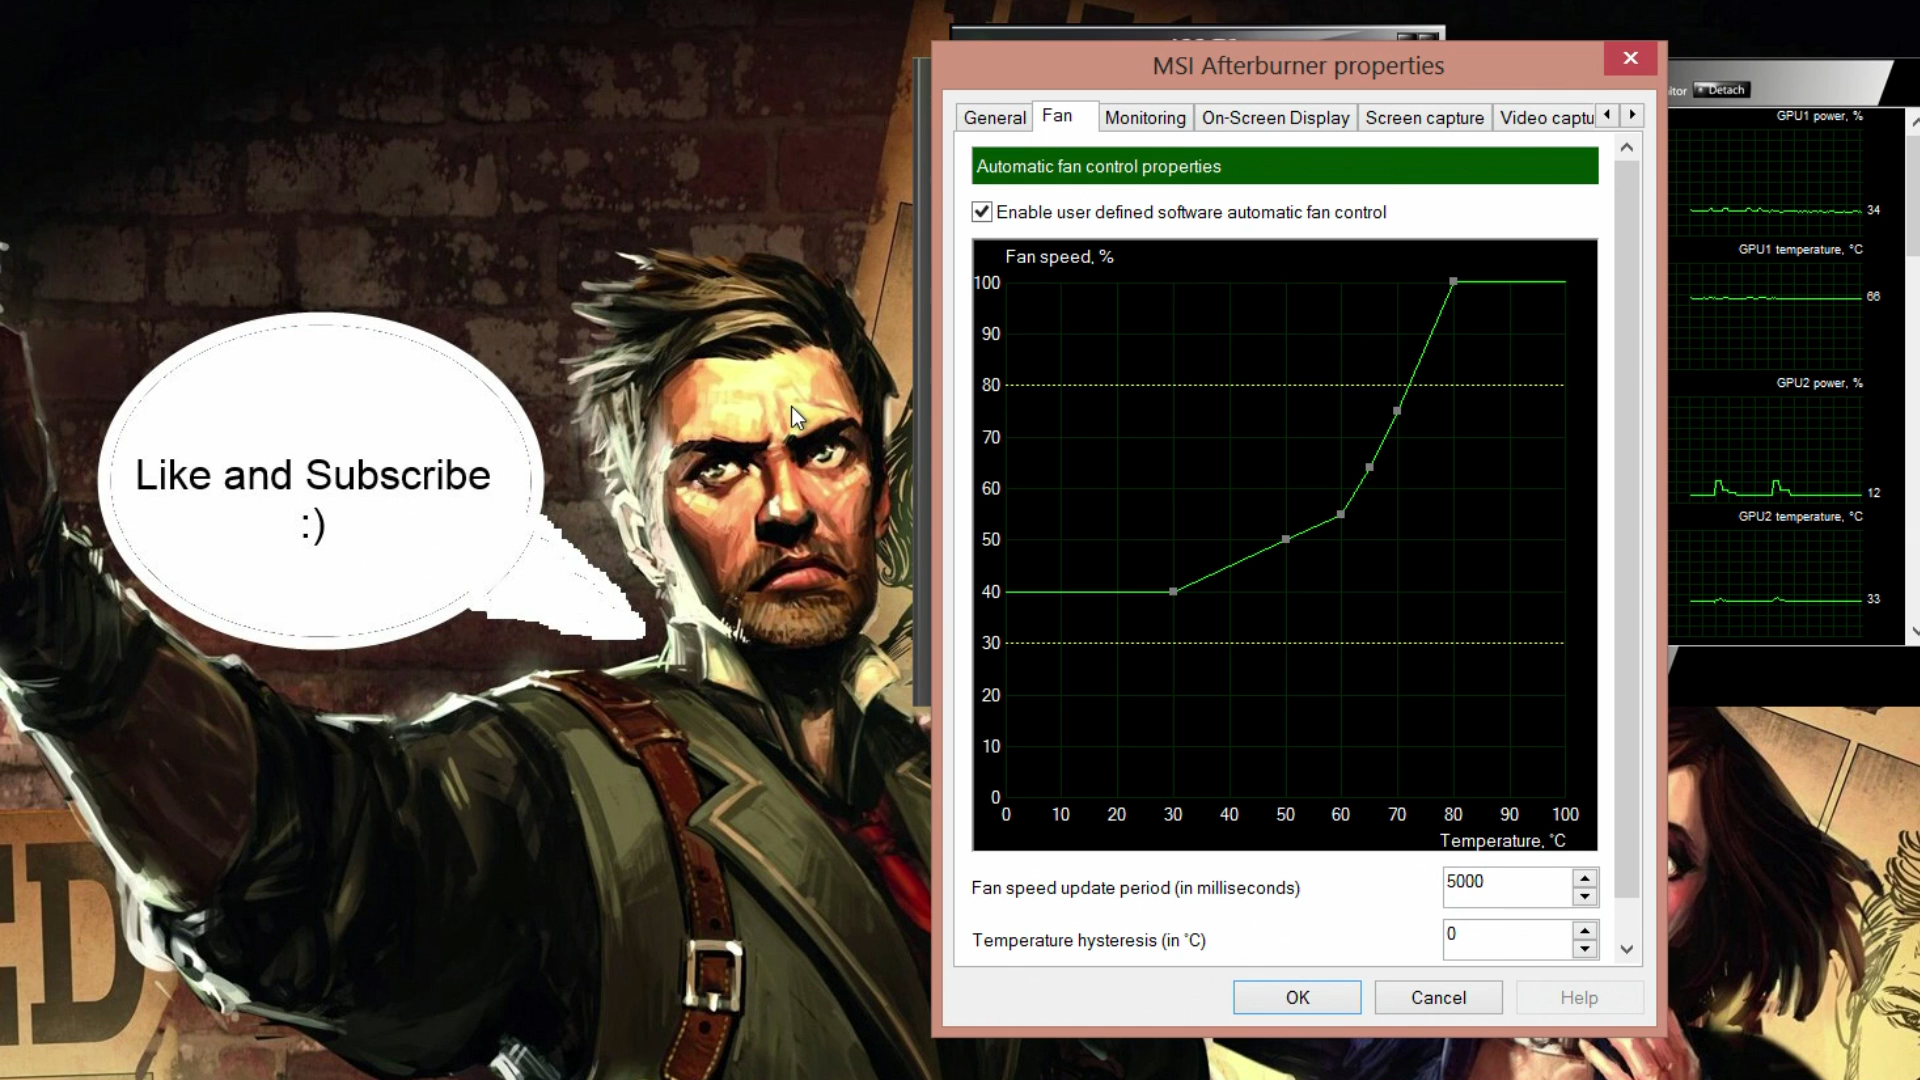 MSI Afterburner properties
General
Fan
Monitoring
On-Screen Display
Screen capture
Video captu
Automatic fan control properties
Enable user defined software automatic fan control
Fan speed, %
100
90
80
70
60
50
40
30
20
10
0
0 10 20 30 40 50 60 70 80 90 100
Temperature, °C
Fan speed update period (in milliseconds)
5000
Temperature hysteresis (in °C)
0
OK
Cancel
Help
Like and Subscribe
:)
itor
Detach
GPU1 power, %
34
GPU1 temperature, °C
66
GPU2 power, %
12
GPU2 temperature, °C
33
ED